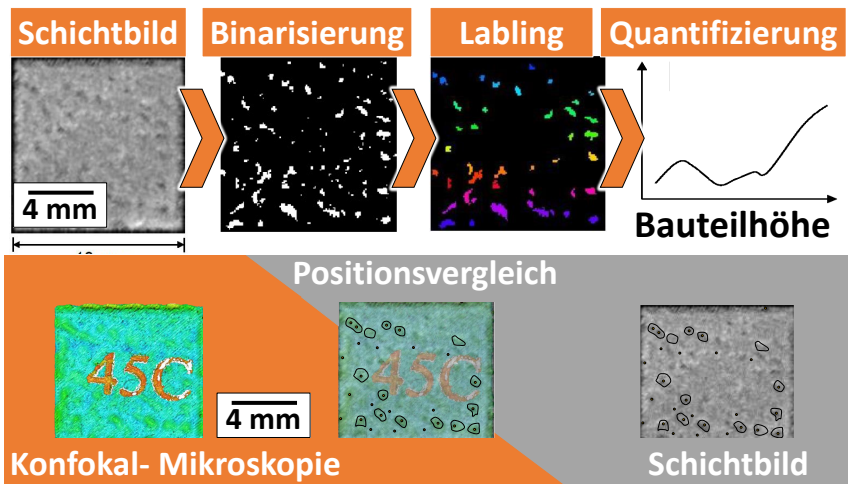 Schichtbild
Binarisierung
Labling
Quantifizierung
4 mm
Bauteilhöhe
Positionsvergleich
45C
45C
4 mm
Konfokal- Mikroskopie
Schichtbild